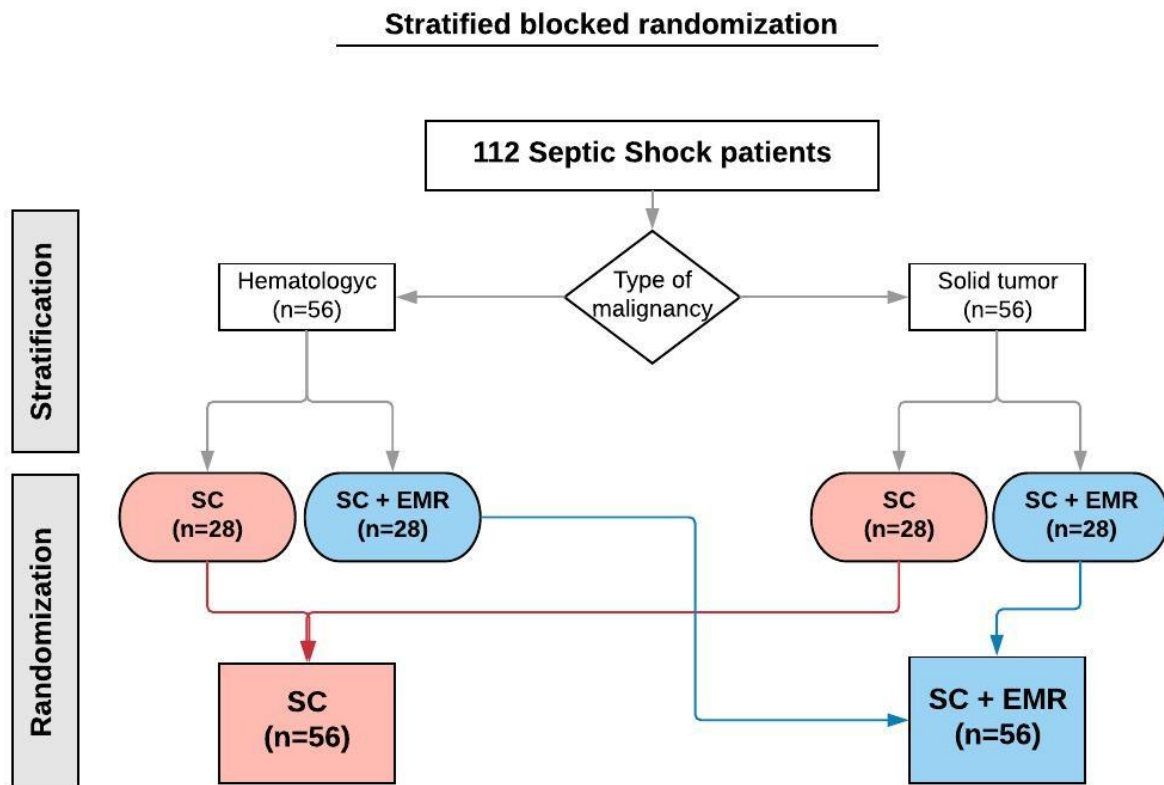 Stratified blocked randomization
112 Septic Shock patients
Stratification
Hematologyc
(n=56)
Type of
malignancy
Solid tumor
(n=56)
Randomization
SC
(n=28)
SC + EMR
(n=28)
SC
(n=28)
SC + EMR
(n=28)
SC
(n=56)
SC + EMR
(n=56)